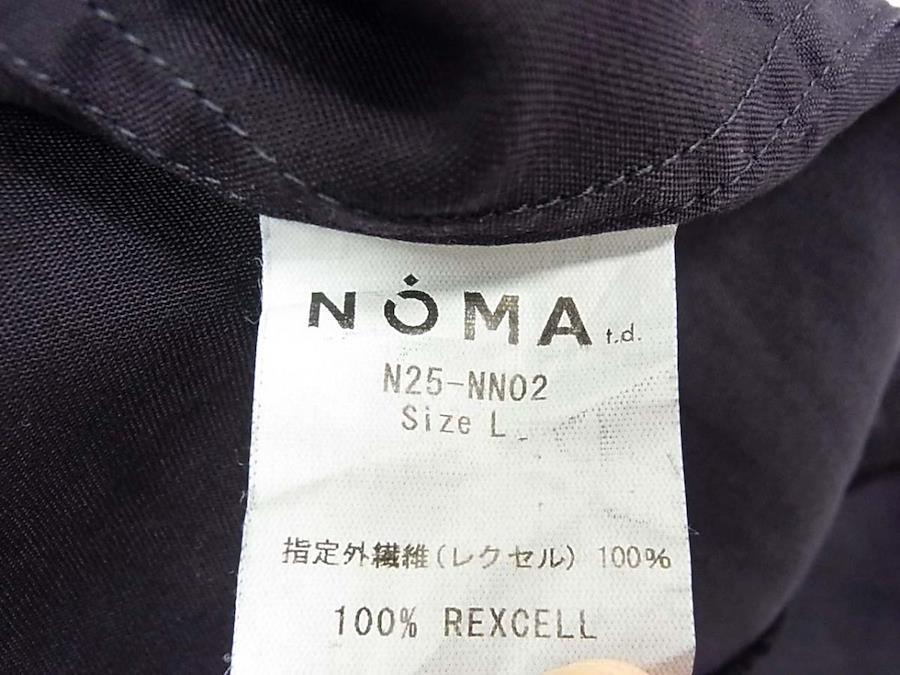 NOMA t.d.
N25-NN02
Size L
指定外繊維(レクセル) 100%
100% REXCELL